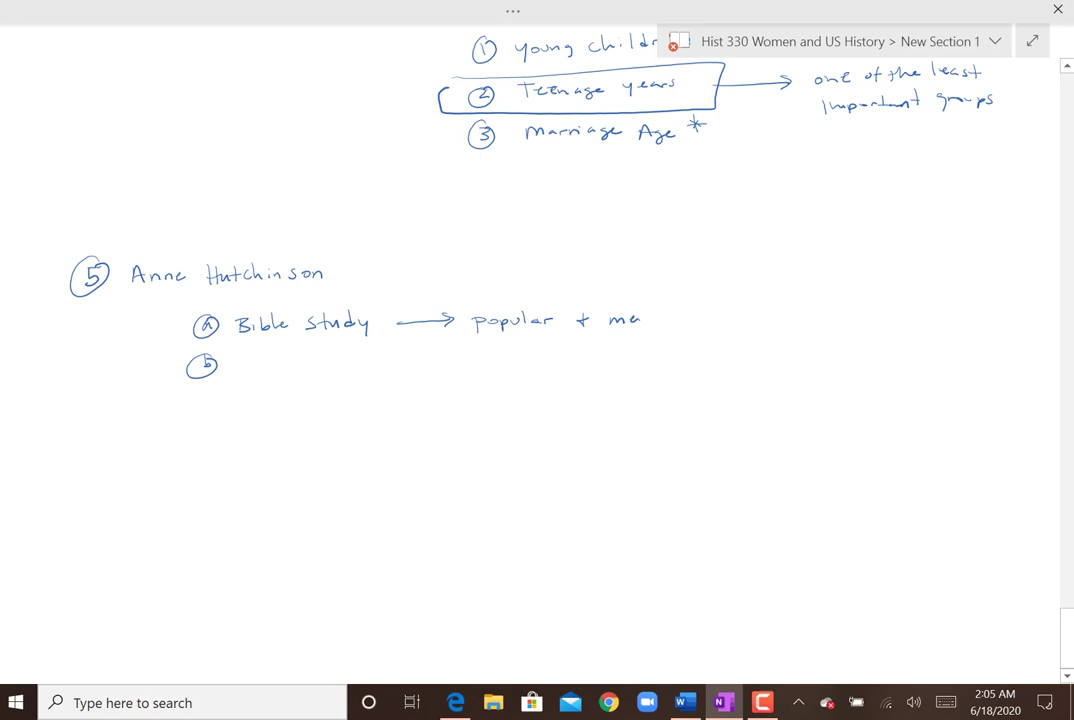 Hist 330 Women and US History > New Section 1
① young childr
② Teenage years → one of the least
important groups
③ Marriage Age *
⑤ Anne Hutchinson
ⓐ Bible Study → popular + me
ⓑ
Type here to search
2:05 AM
6/18/2020